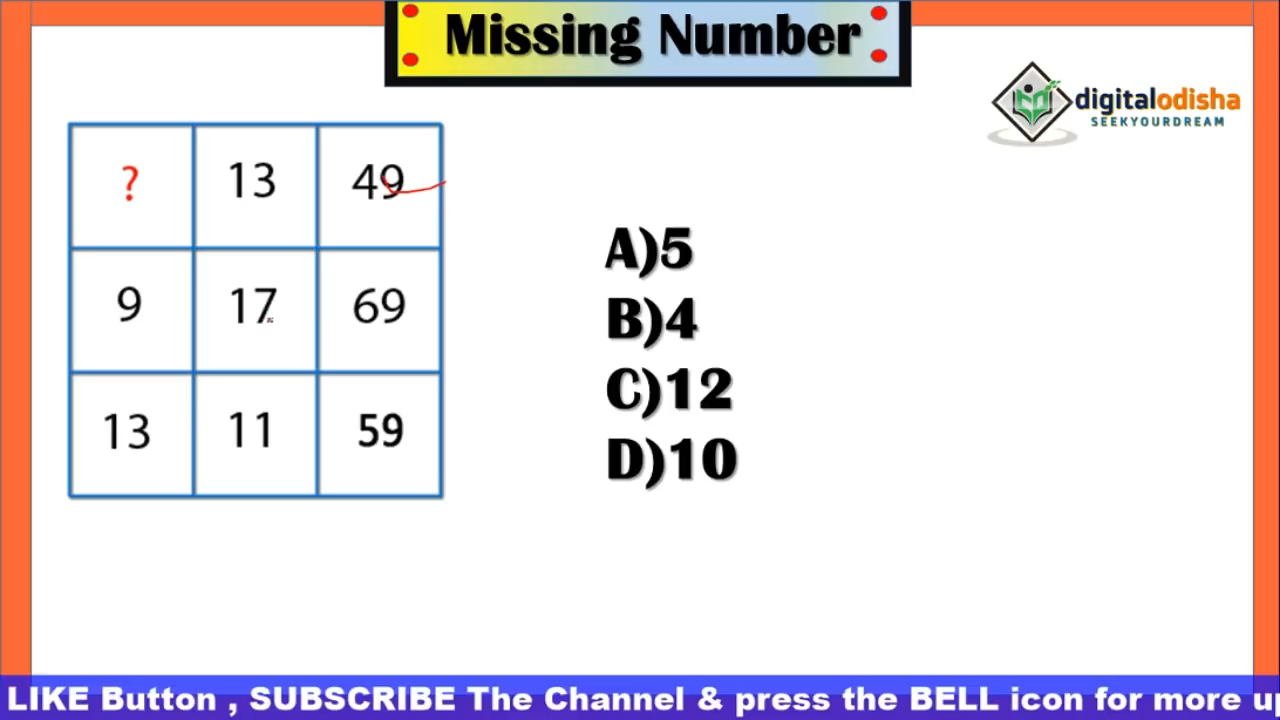 Missing Number
digitalodisha
SEEKYOURDREAM
? 13 49
9 17 69
13 11 59
A)5
B)4
C)12
D)10
LIKE Button , SUBSCRIBE The Channel & press the BELL icon for more